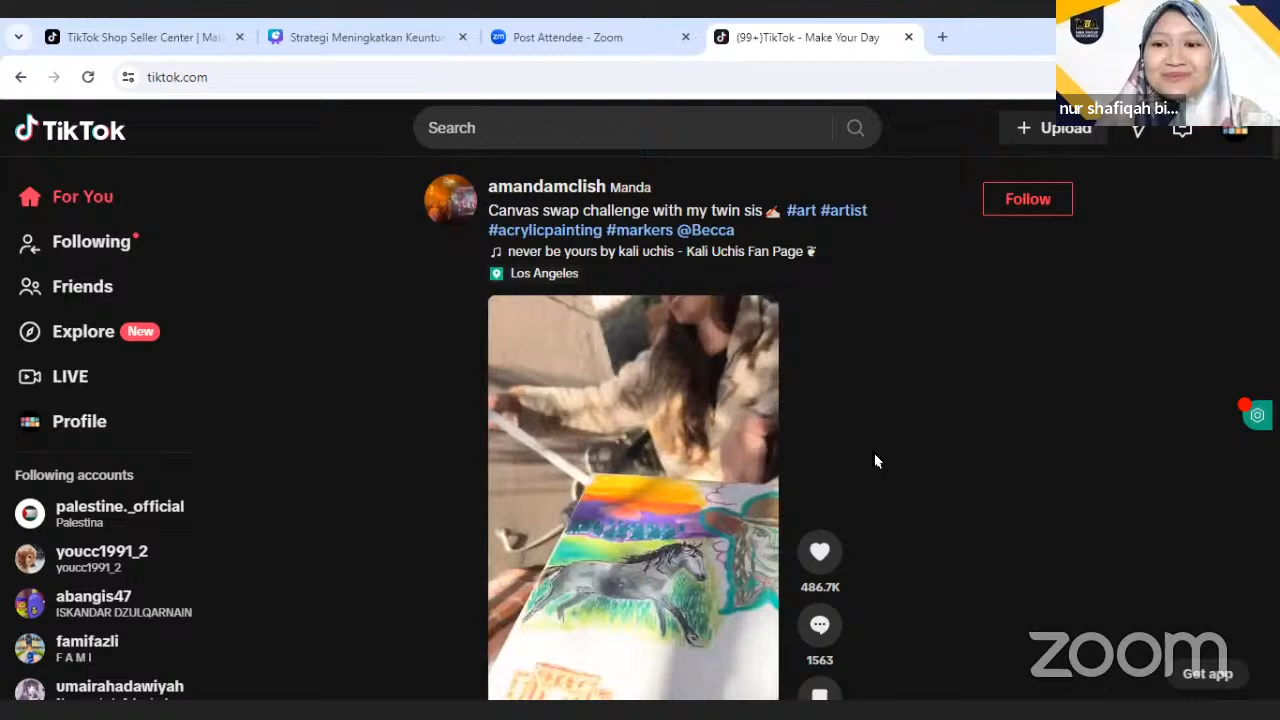 TikTok Shop Seller Center | Mal
Strategi Meningkatkan Keuntun
Post Attendee - Zoom
(99+)TikTok - Make Your Day
tiktok.com
nur shafiqah bi...
TikTok
Search
Upload
For You
Following
Friends
Explore New
LIVE
Profile
Following accounts
palestine._official
Palestina
youcc1991_2
youcc1991_2
abangis47
ISKANDAR DZULQARNAIN
famifazli
F A M I
umairahadawiyah
amandamclish Manda
Follow
Canvas swap challenge with my twin sis✍🏻 #art #artist
#acrylicpainting #markers @Becca
♫ never be yours by kali uchis - Kali Uchis Fan Page ❦
Los Angeles
486.7K
1563
zoom
Get app